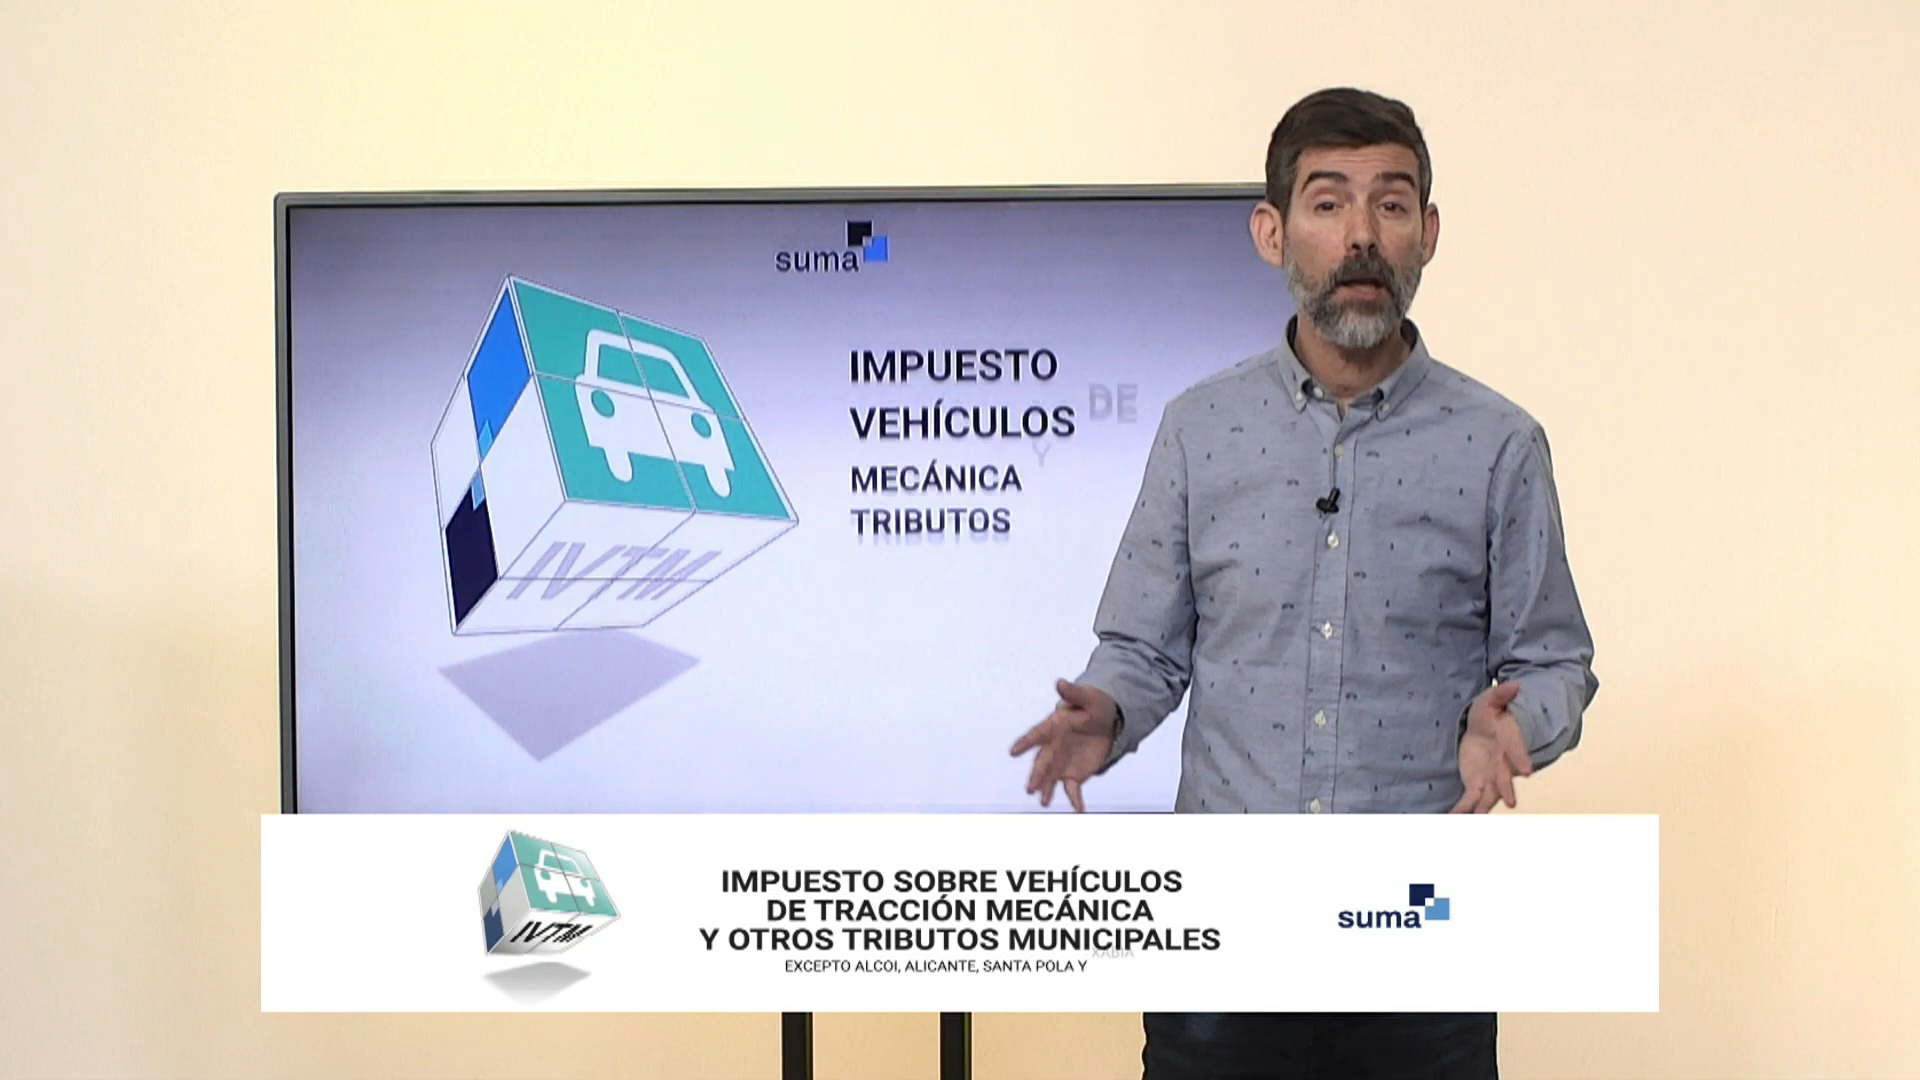 suma
IMPUESTO
DE
VEHÍCULOS
Y
MECÁNICA
TRIBUTOS
IVTM
IMPUESTO SOBRE VEHÍCULOS
DE TRACCIÓN MECÁNICA
Y OTROS TRIBUTOS MUNICIPALES
EXCEPTO ALCOI, ALICANTE, SANTA POLA Y
XÀBIA
IVTM
suma